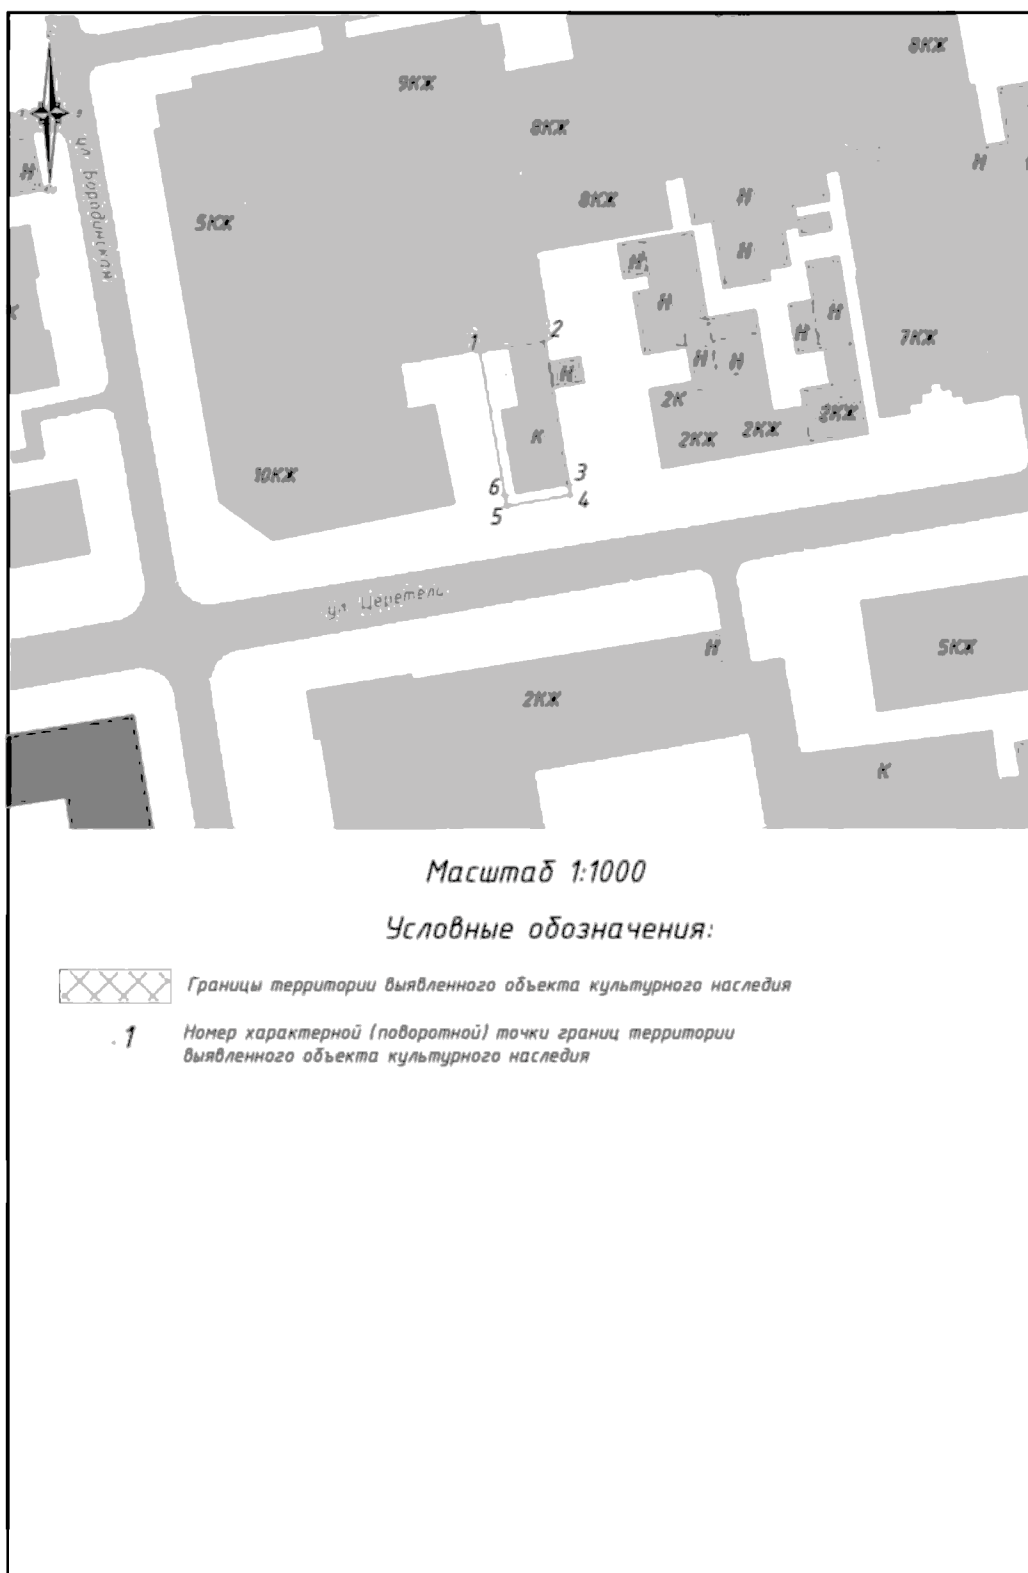 8КЖ
9КЖ
8КЖ
Н
Н
ул Бородинская
Н
8КЖ
5КЖ
Н
Н
Н
Н
К
1
2
Н
Н
Н
7КЖ
Н
2К
2КЖ
К
2КЖ
2КЖ
10КЖ
6
3
4
5
ул Церетели
Н
5КЖ
2КЖ
К
Масштаб 1:1000
Условные обозначения:
Границы территории выявленного объекта культурного наследия
1 Номер характерной (поворотной) точки границ территории
выявленного объекта культурного наследия